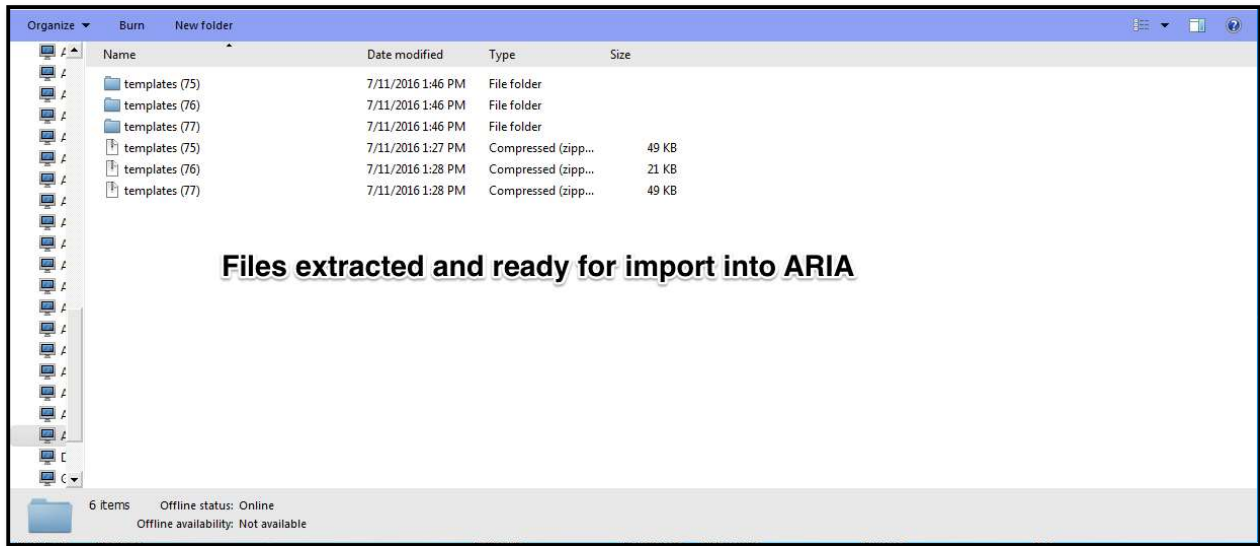 Organize Burn New folder
Name Date modified Type Size
templates (75) 7/11/2016 1:46 PM File folder
templates (76) 7/11/2016 1:46 PM File folder
templates (77) 7/11/2016 1:46 PM File folder
templates (75) 7/11/2016 1:27 PM Compressed (zipp... 49 KB
templates (76) 7/11/2016 1:28 PM Compressed (zipp... 21 KB
templates (77) 7/11/2016 1:28 PM Compressed (zipp... 49 KB
Files extracted and ready for import into ARIA
6 items Offline status: Online
Offline availability: Not available